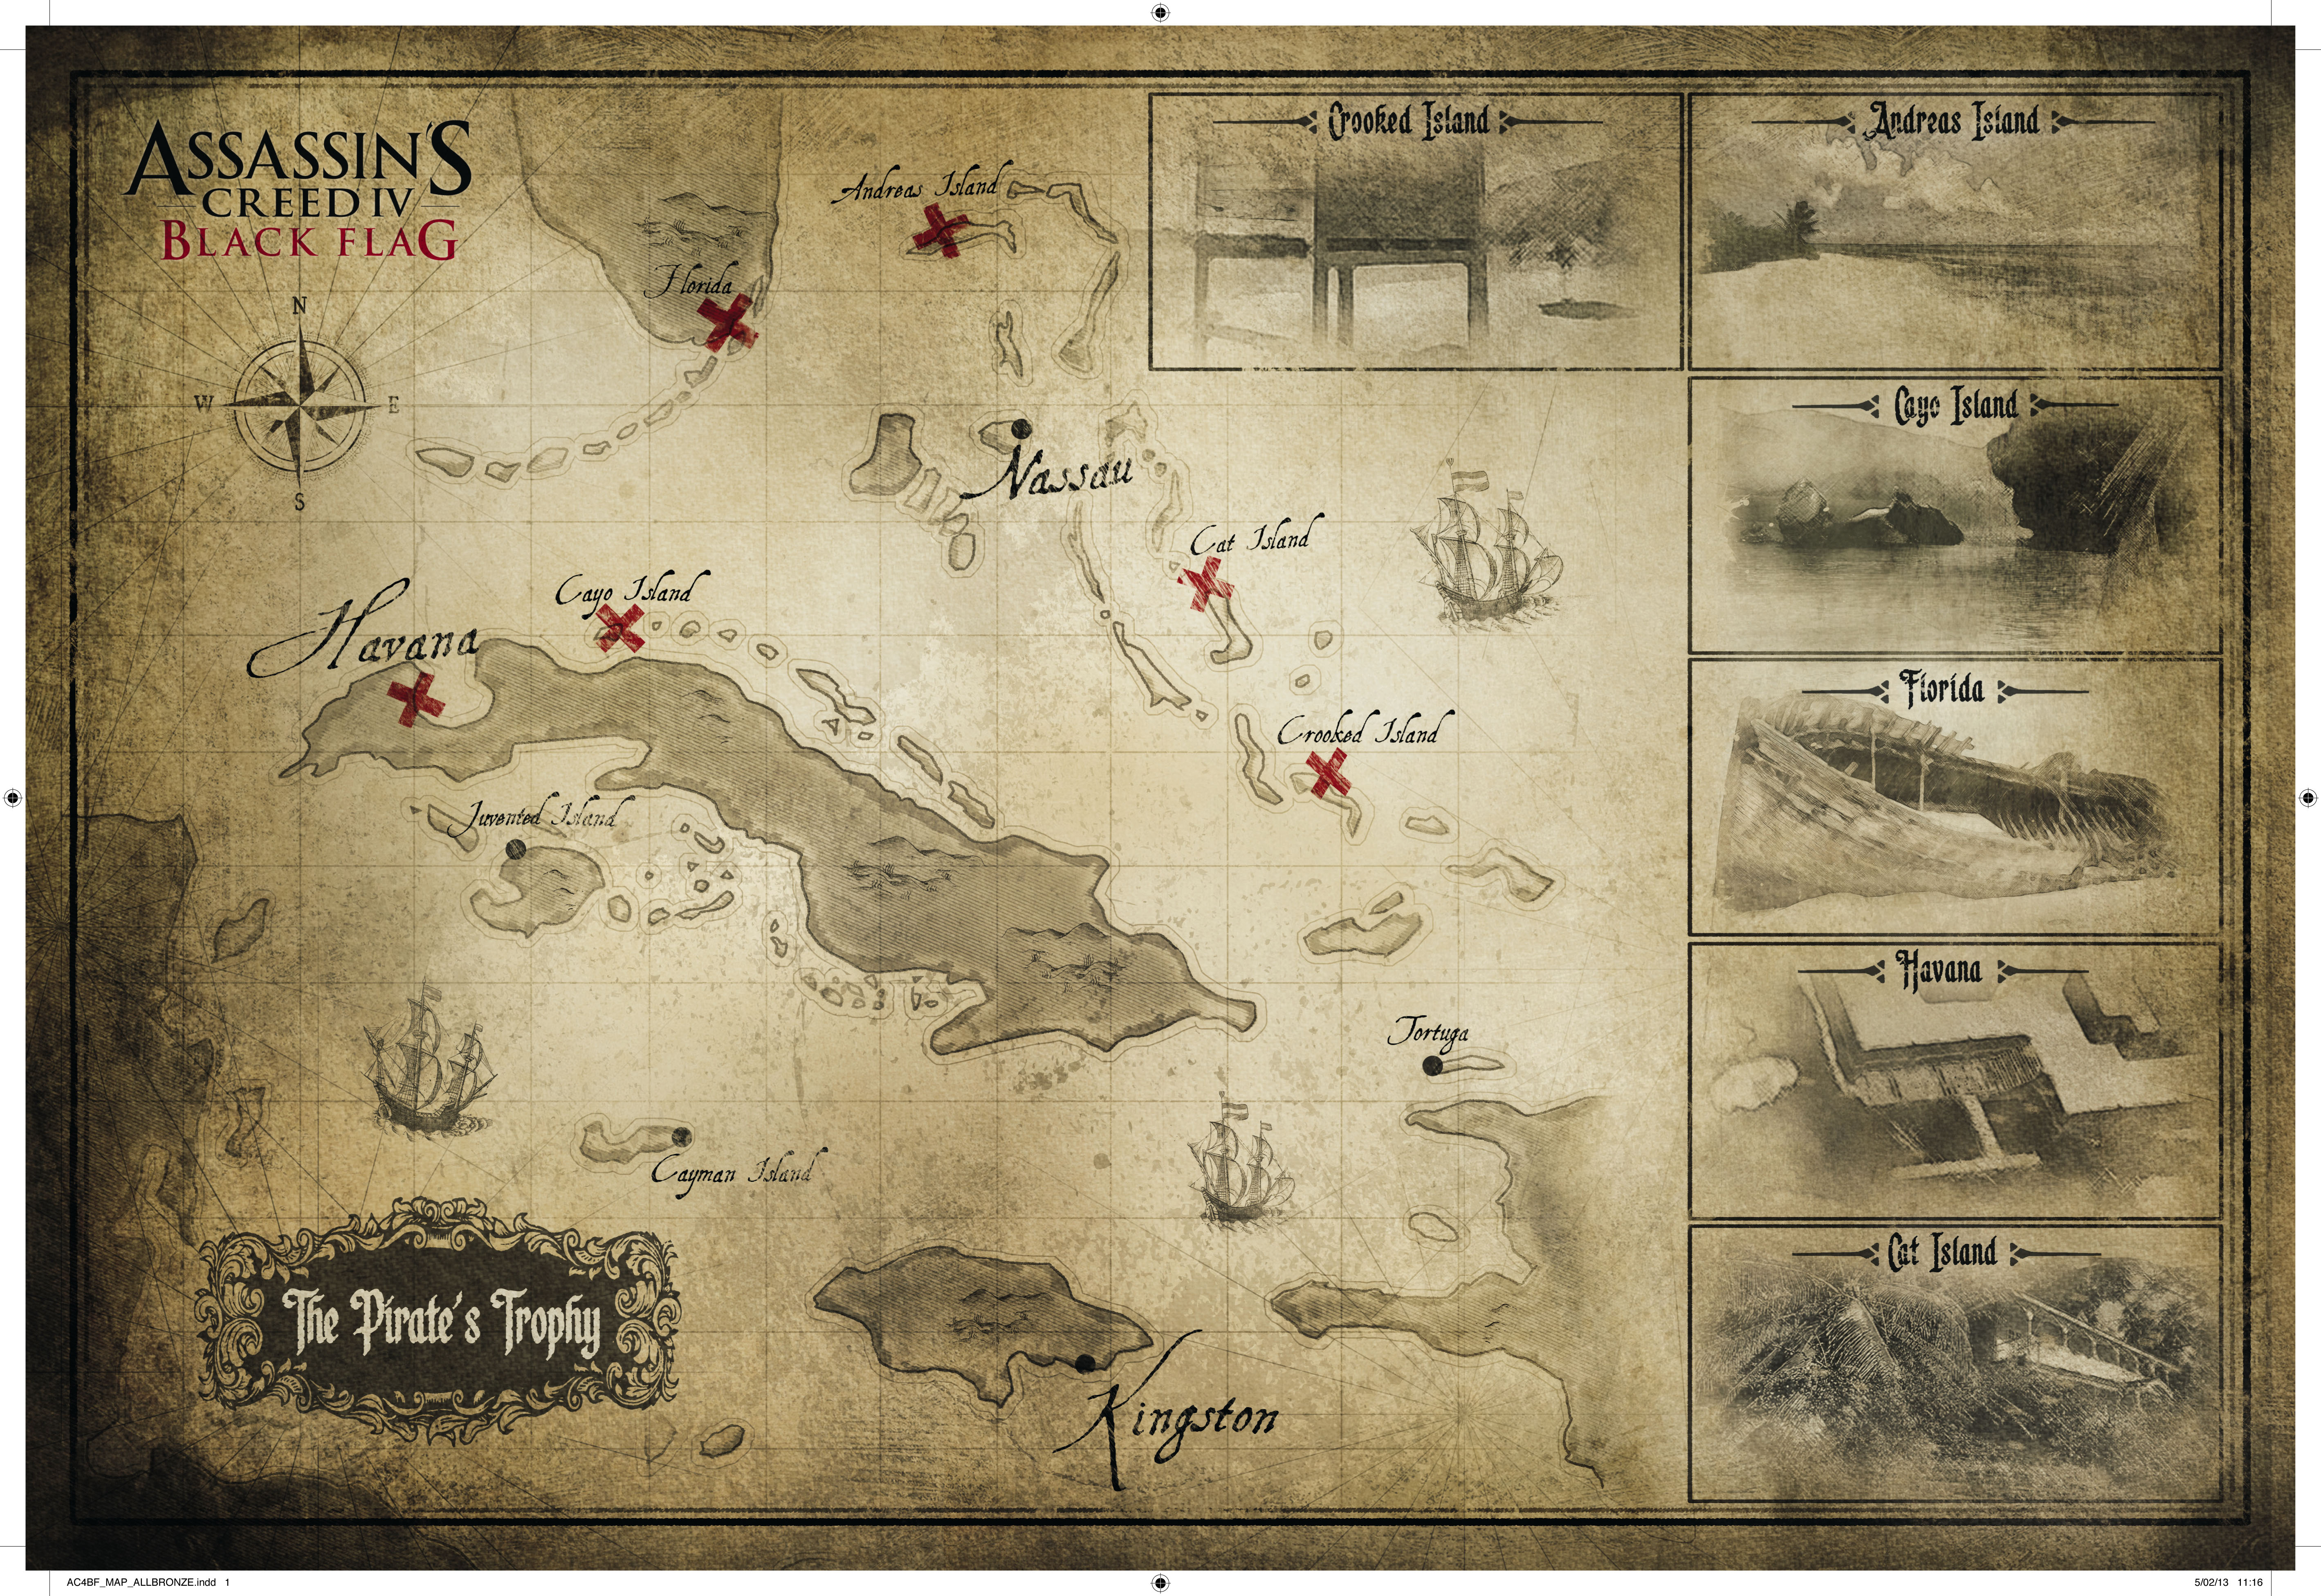 ASSASSIN'S
CREED IV
BLACK FLAG
N
W
E
S
Florida
Andreas Island
Nassau
Cat Island
Cayo Island
Havana
Crooked Island
Juvented Island
Tortuga
Cayman Island
Kingston
The Pirate's Trophy
Crooked Island
Andreas Island
Cayo Island
Florida
Havana
Cat Island
AC4BF_MAP_ALLBRONZE.indd 1
5/02/13 11:16